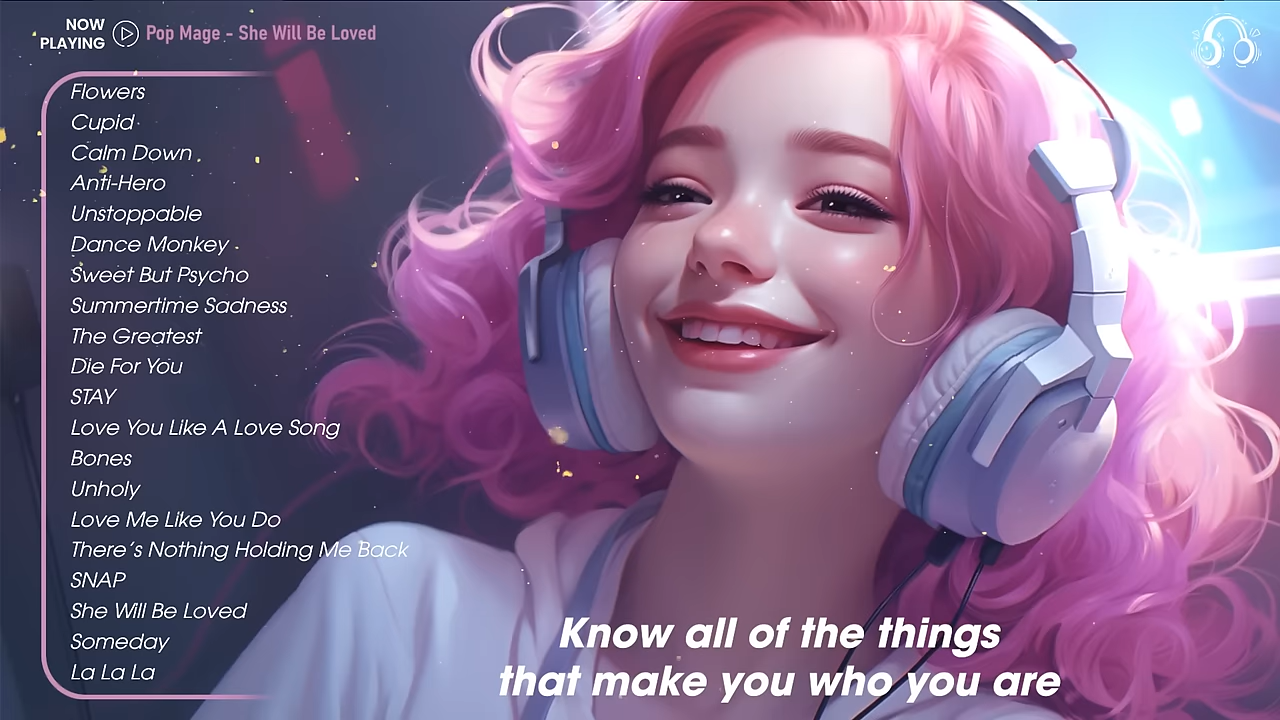 NOW
PLAYING
Pop Mage - She Will Be Loved
Flowers
Cupid
Calm Down
Anti-Hero
Unstoppable
Dance Monkey
Sweet But Psycho
Summertime Sadness
The Greatest
Die For You
STAY
Love You Like A Love Song
Bones
Unholy
Love Me Like You Do
There's Nothing Holding Me Back
SNAP
She Will Be Loved
Someday
La La La
Know all of the things
that make you who you are